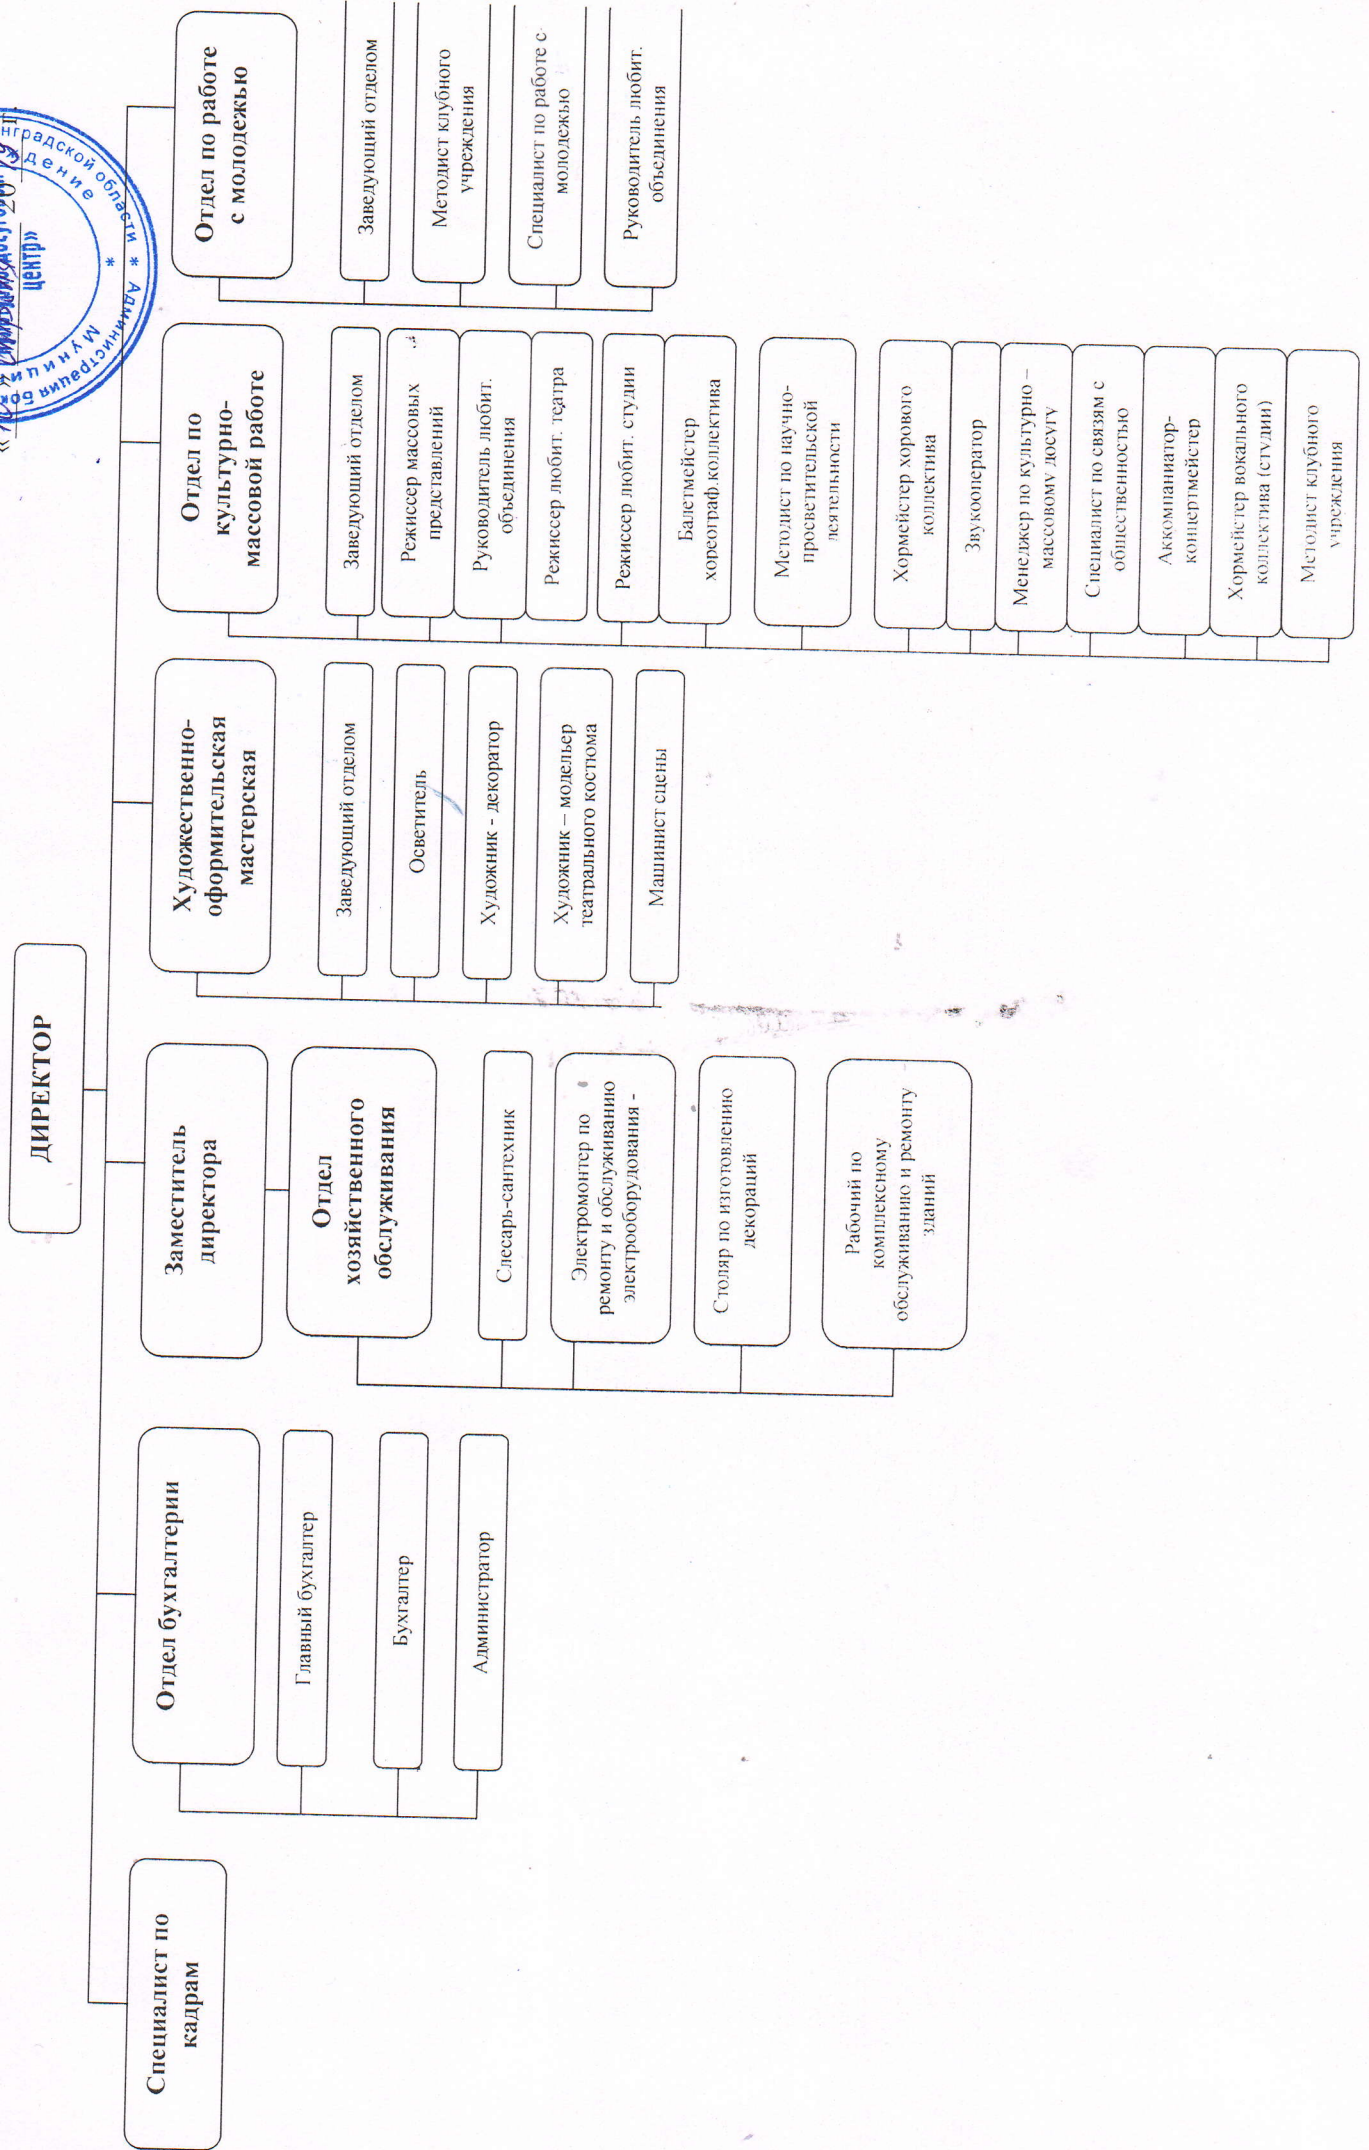 ДИРЕКТОР
Специалист по
кадрам
Отдел бухгалтерии
Главный бухгалтер
Бухгалтер
Администратор
Заместитель
директора
Отдел
хозяйственного
обслуживания
Слесарь-сантехник
Электромонтер по
ремонту и обслуживанию
электрооборудования -
Столяр по изготовлению
декораций
Рабочий по
комплексному
обслуживанию и ремонту
зданий
Художественно-
оформительская
мастерская
Заведующий отделом
Осветитель
Художник - декоратор
Художник – модельер
театрального костюма
Машинист сцены
Отдел по
культурно-
массовой работе
Заведующий отделом
Режиссер массовых
представлений
Руководитель любит.
объединения
Режиссер любит. театра
Режиссер любит. студии
Балетмейстер
хореограф.коллектива
Методист по научно-
просветительской
деятельности
Хормейстер хорового
коллектива
Звукооператор
Менеджер по культурно –
массовому досугу
Специалист по связям с
общественностью
Аккомпаниатор-
концертмейстер
Хормейстер вокального
коллектива (студии)
Методист клубного
учреждения
Отдел по работе
с молодежью
Заведующий отделом
Методист клубного
учреждения
Специалист по работе с
молодежью
Руководитель любит.
объединения
20 г.
центр»
области * Администрация